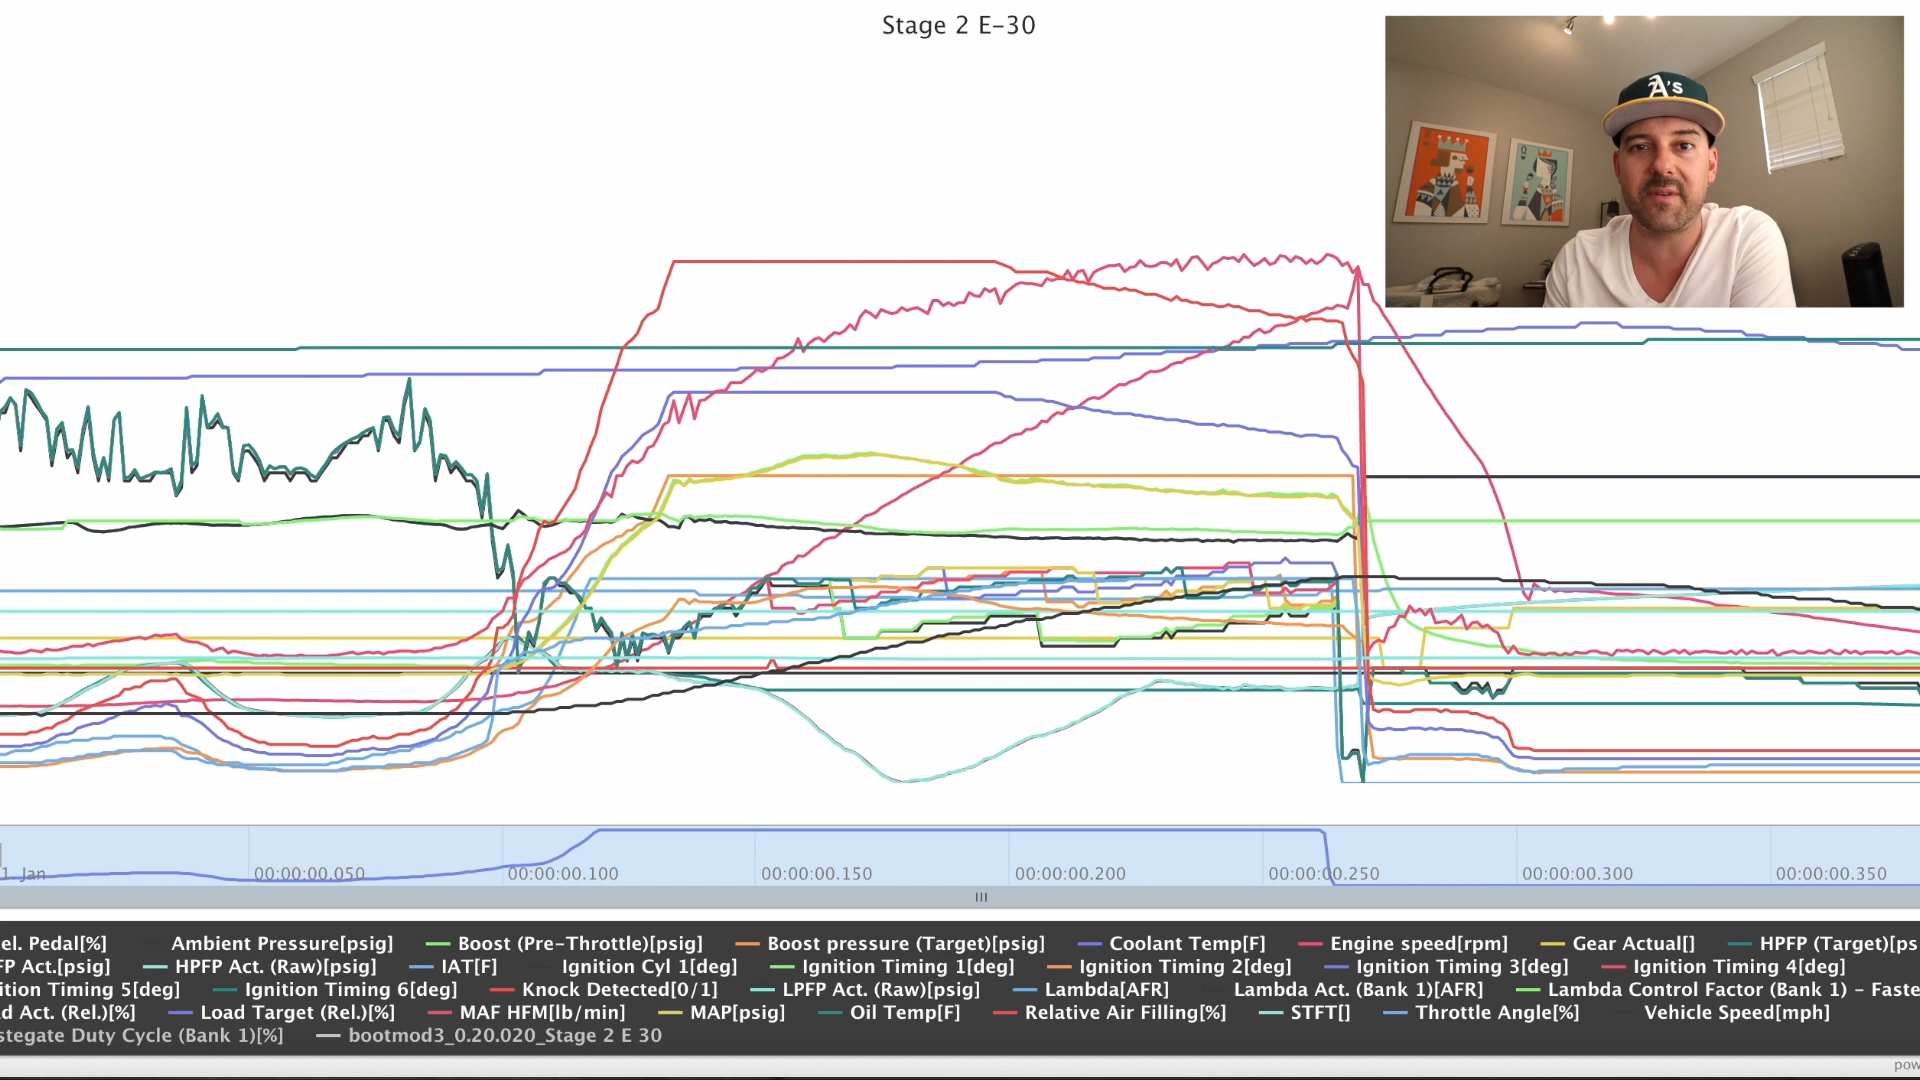 Stage 2 E-30
A's
Q
1. Jan
00:00:00.050
00:00:00.100
00:00:00.150
00:00:00.200
00:00:00.250
00:00:00.300
00:00:00.350
el. Pedal[%] Ambient Pressure[psig] Boost (Pre-Throttle)[psig] Boost pressure (Target)[psig] Coolant Temp[F] Engine speed[rpm] Gear Actual[] HPFP (Target)[ps
FP Act.[psig] HPFP Act. (Raw)[psig] IAT[F] Ignition Cyl 1[deg] Ignition Timing 1[deg] Ignition Timing 2[deg] Ignition Timing 3[deg] Ignition Timing 4[deg]
ition Timing 5[deg] Ignition Timing 6[deg] Knock Detected[0/1] LPFP Act. (Raw)[psig] Lambda[AFR] Lambda Act. (Bank 1)[AFR] Lambda Control Factor (Bank 1) - Faste
d Act. (Rel.)[%] Load Target (Rel.)[%] MAF HFM[lb/min] MAP[psig] Oil Temp[F] Relative Air Filling[%] STFT[] Throttle Angle[%] Vehicle Speed[mph]
stegate Duty Cycle (Bank 1)[%] bootmod3_0.20.020_Stage 2 E 30
pow